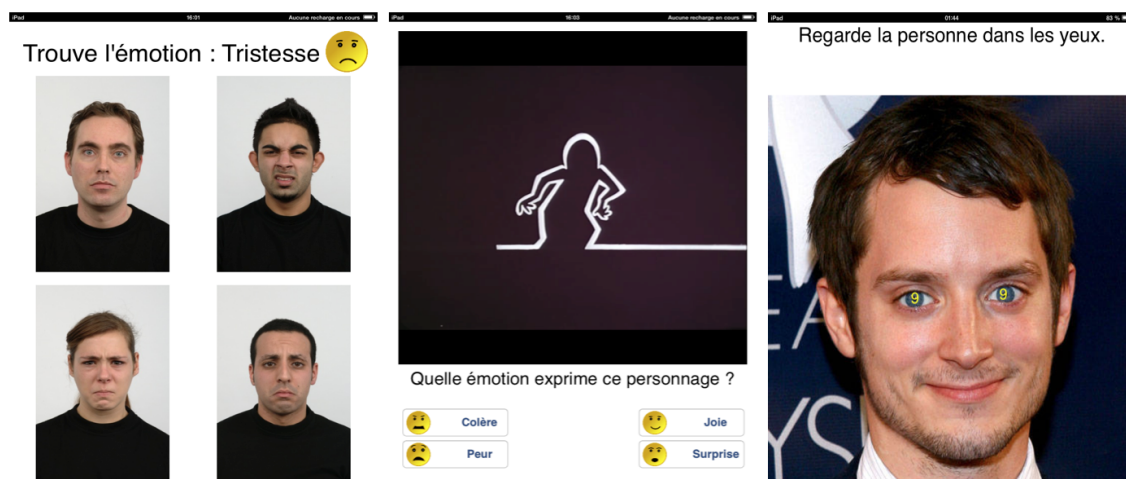 iPad 16:01 Aucune recharge en cours
Trouve l'émotion : Tristesse
iPad 16:03 Aucune recharge en cours
Quelle émotion exprime ce personnage ?
Colère
Joie
Peur
Surprise
iPad 01:44 83 %
Regarde la personne dans les yeux.
9 9